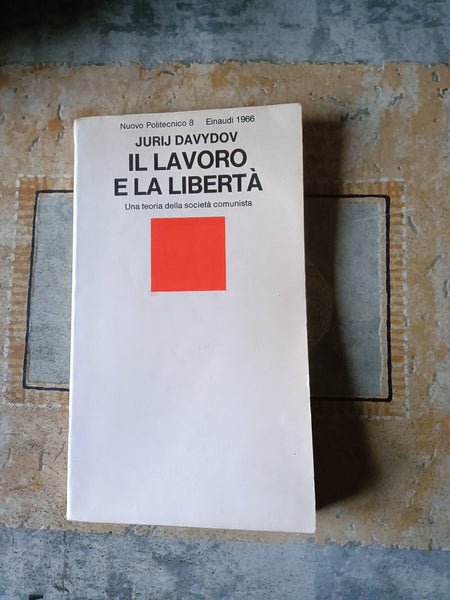 Nuovo Politecnico 8 Einaudi 1966
JURIJ DAVYDOV
IL LAVORO
E LA LIBERTÀ
Una teoria della società comunista